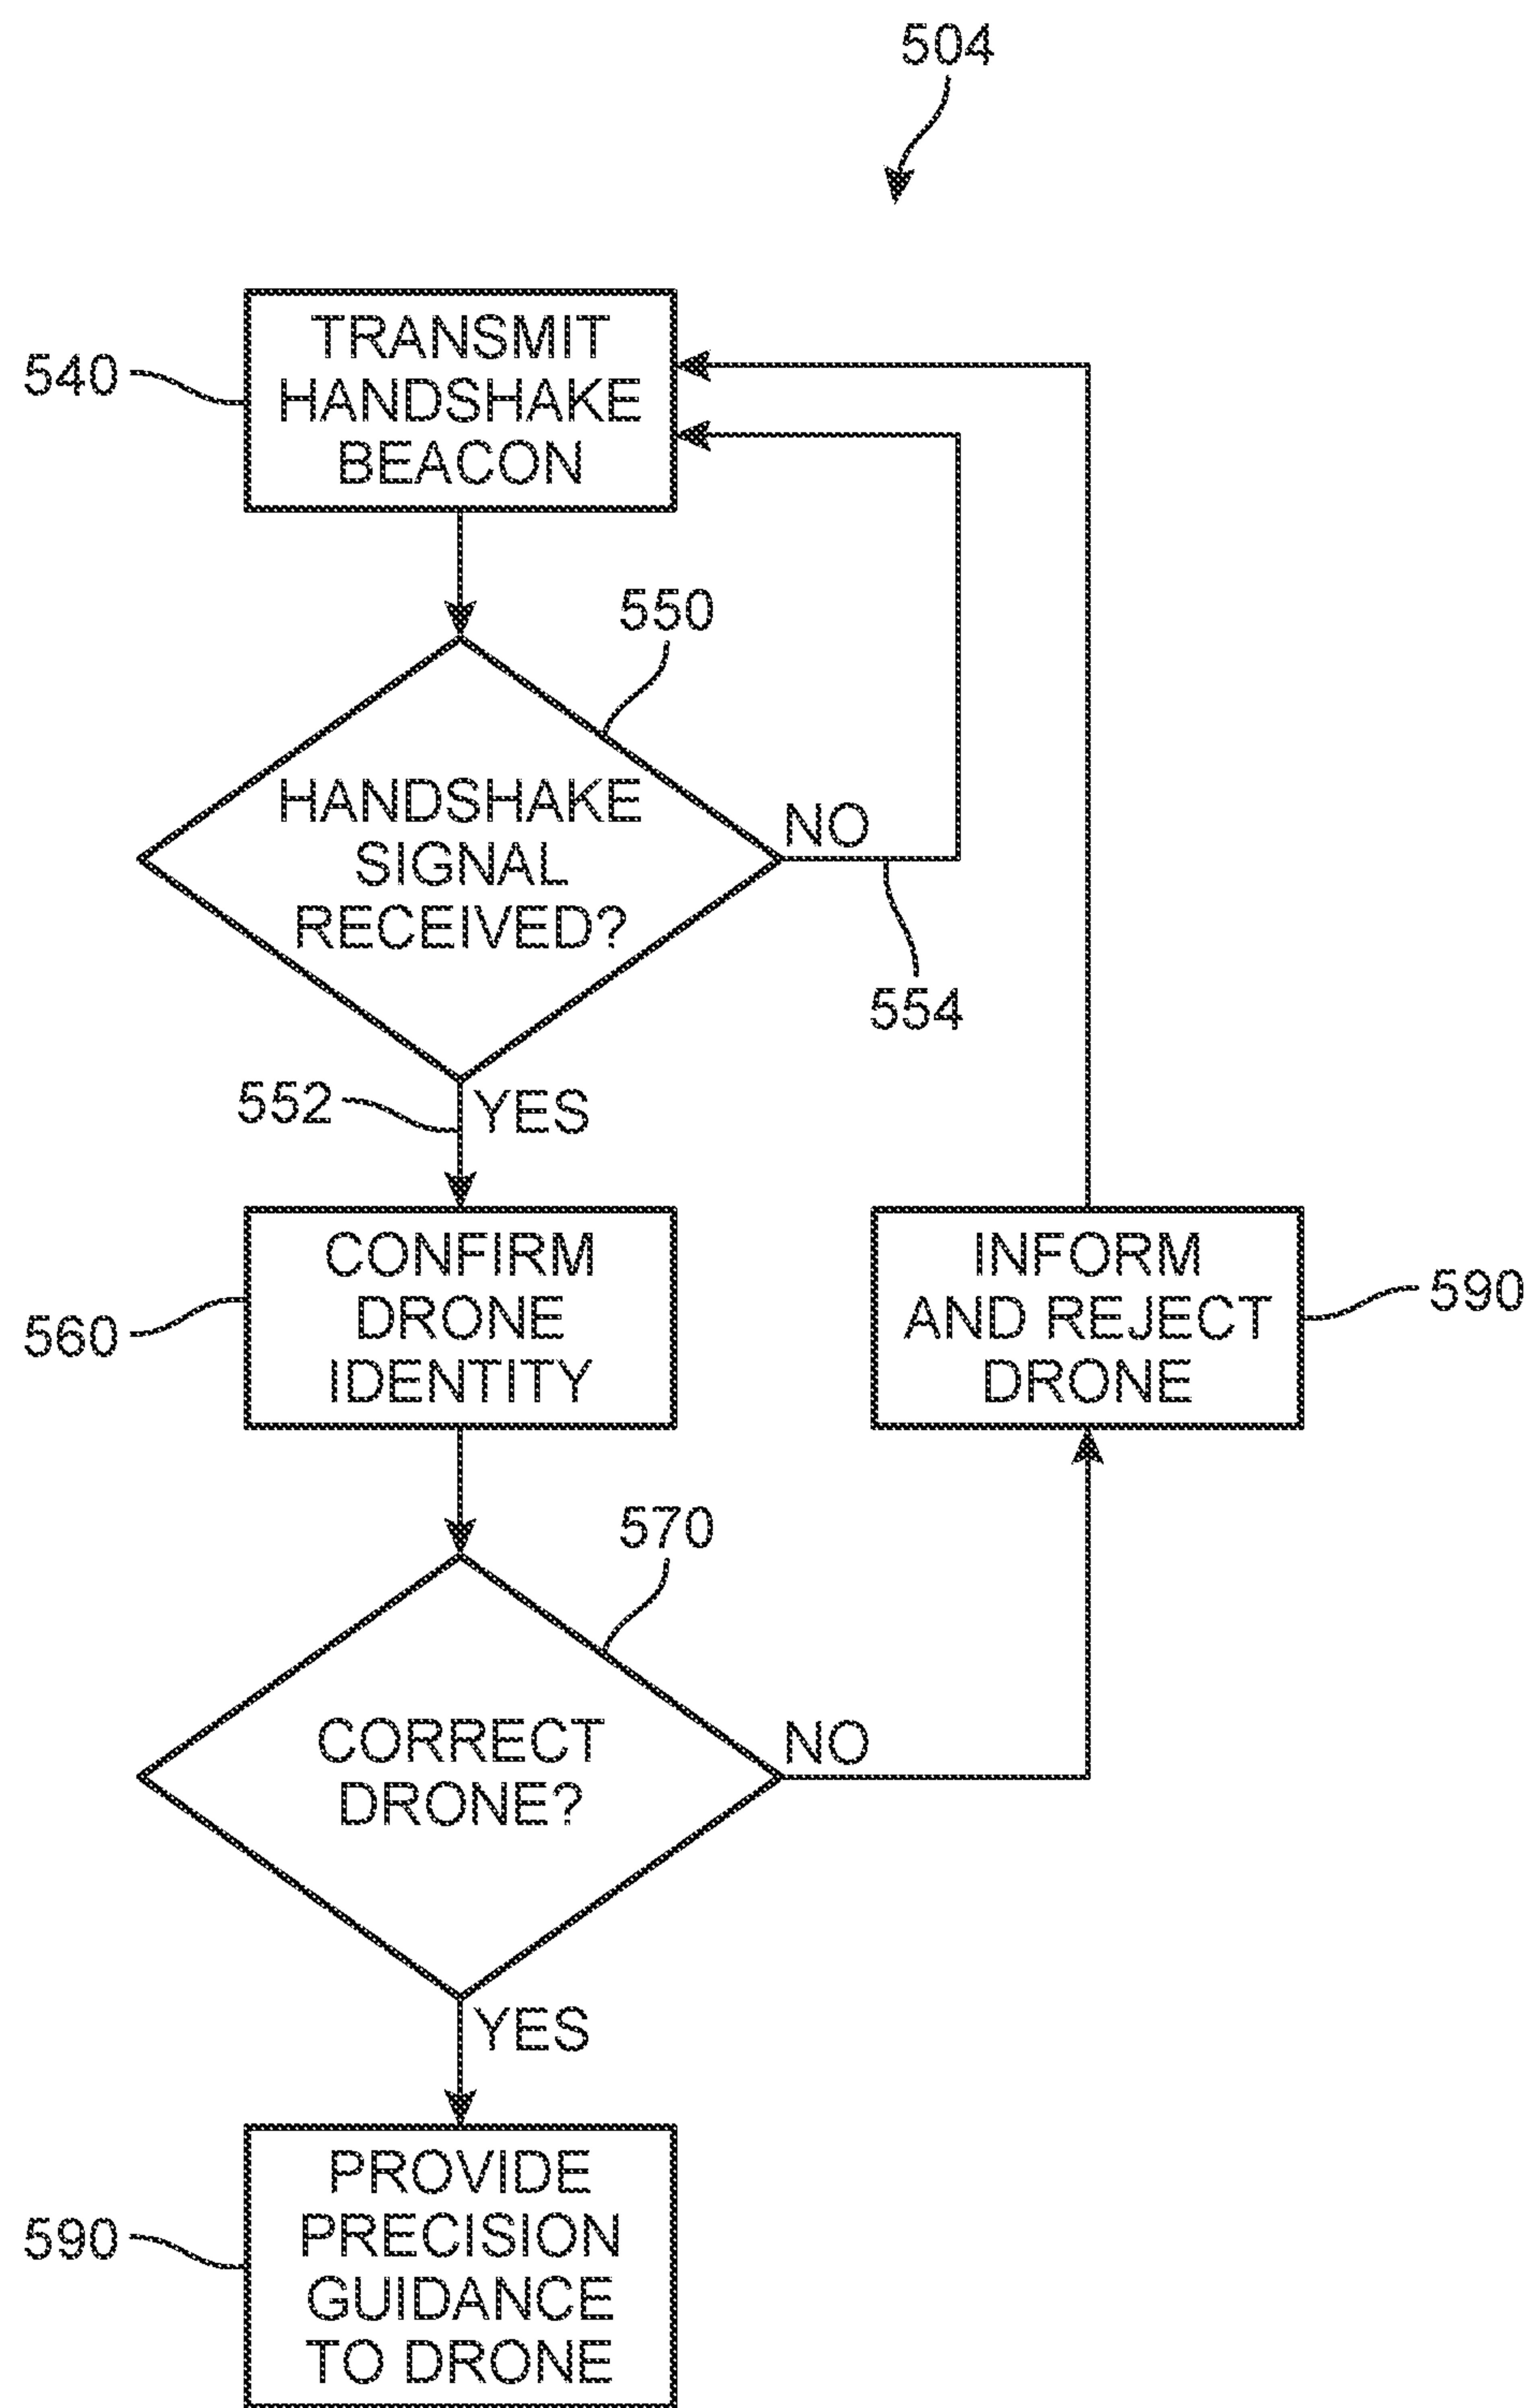 504
540
TRANSMIT
HANDSHAKE
BEACON
550
HANDSHAKE
SIGNAL
RECEIVED?
NO
554
552
YES
560
CONFIRM
DRONE
IDENTITY
INFORM
AND REJECT
DRONE
590
570
CORRECT
DRONE?
NO
YES
590
PROVIDE
PRECISION
GUIDANCE
TO DRONE